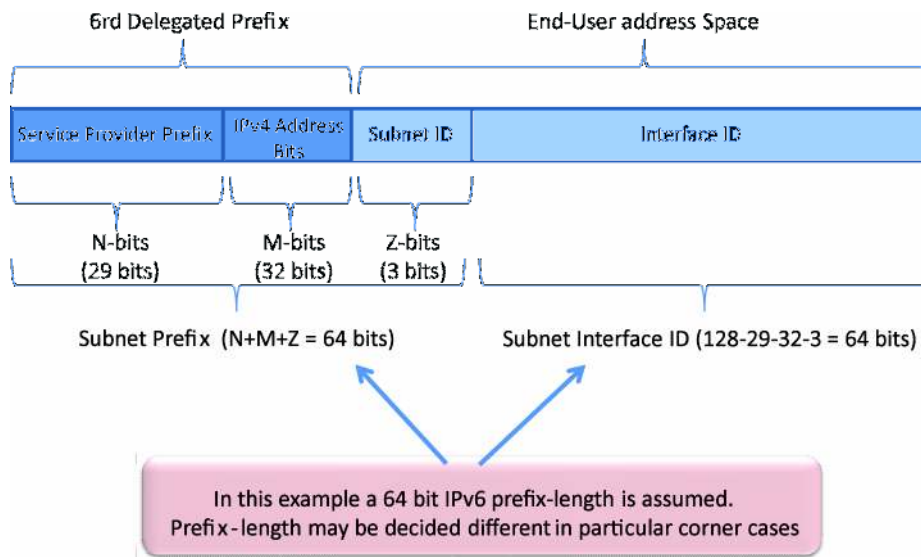 6rd Delegated Prefix
End-User address Space
Service Provider Prefix
IPv4 Address
Bits
Subnet ID
Interface ID
N-bits
(29 bits)
M-bits
(32 bits)
Z-bits
(3 bits)
Subnet Prefix (N+M+Z = 64 bits)
Subnet Interface ID (128-29-32-3 = 64 bits)
In this example a 64 bit IPv6 prefix-length is assumed.
Prefix-length may be decided different in particular corner cases